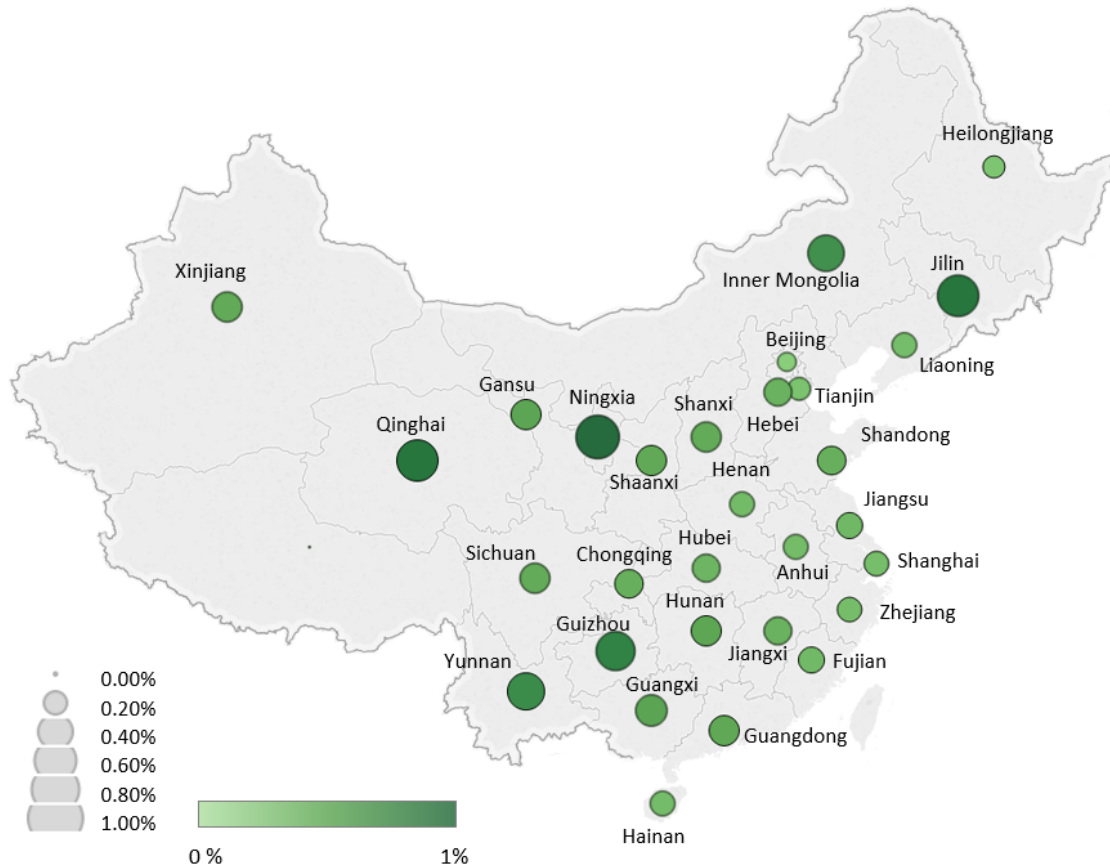 Heilongjiang
Xinjiang
Inner Mongolia
Jilin
Beijing
Liaoning
Gansu
Ningxia
Shanxi
Tianjin
Hebei
Qinghai
Shandong
Shaanxi
Henan
Jiangsu
Sichuan
Chongqing
Hubei
Anhui
Shanghai
Hunan
Zhejiang
Guizhou
Jiangxi
Fujian
Yunnan
Guangxi
Guangdong
Hainan
0.00%
0.20%
0.40%
0.60%
0.80%
1.00%
0 %
1%